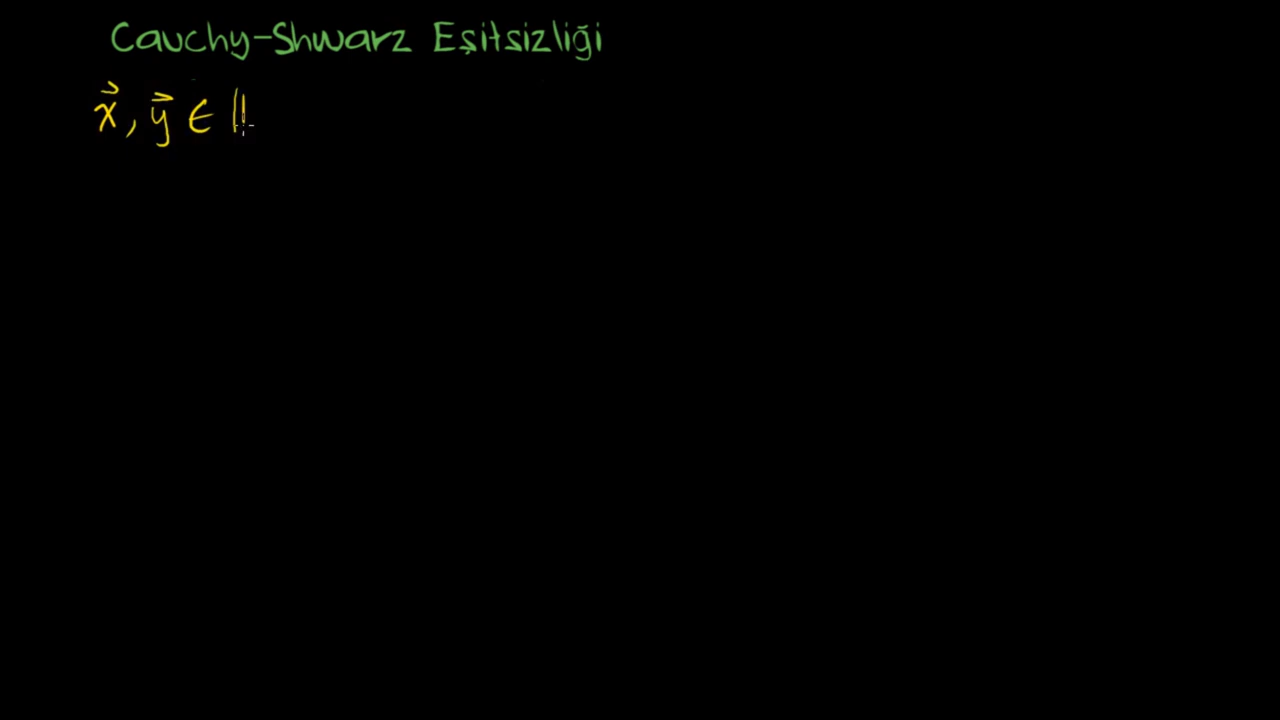 Cauchy-Shwarz Eşitsizliği
x⃗, y⃗ ∈